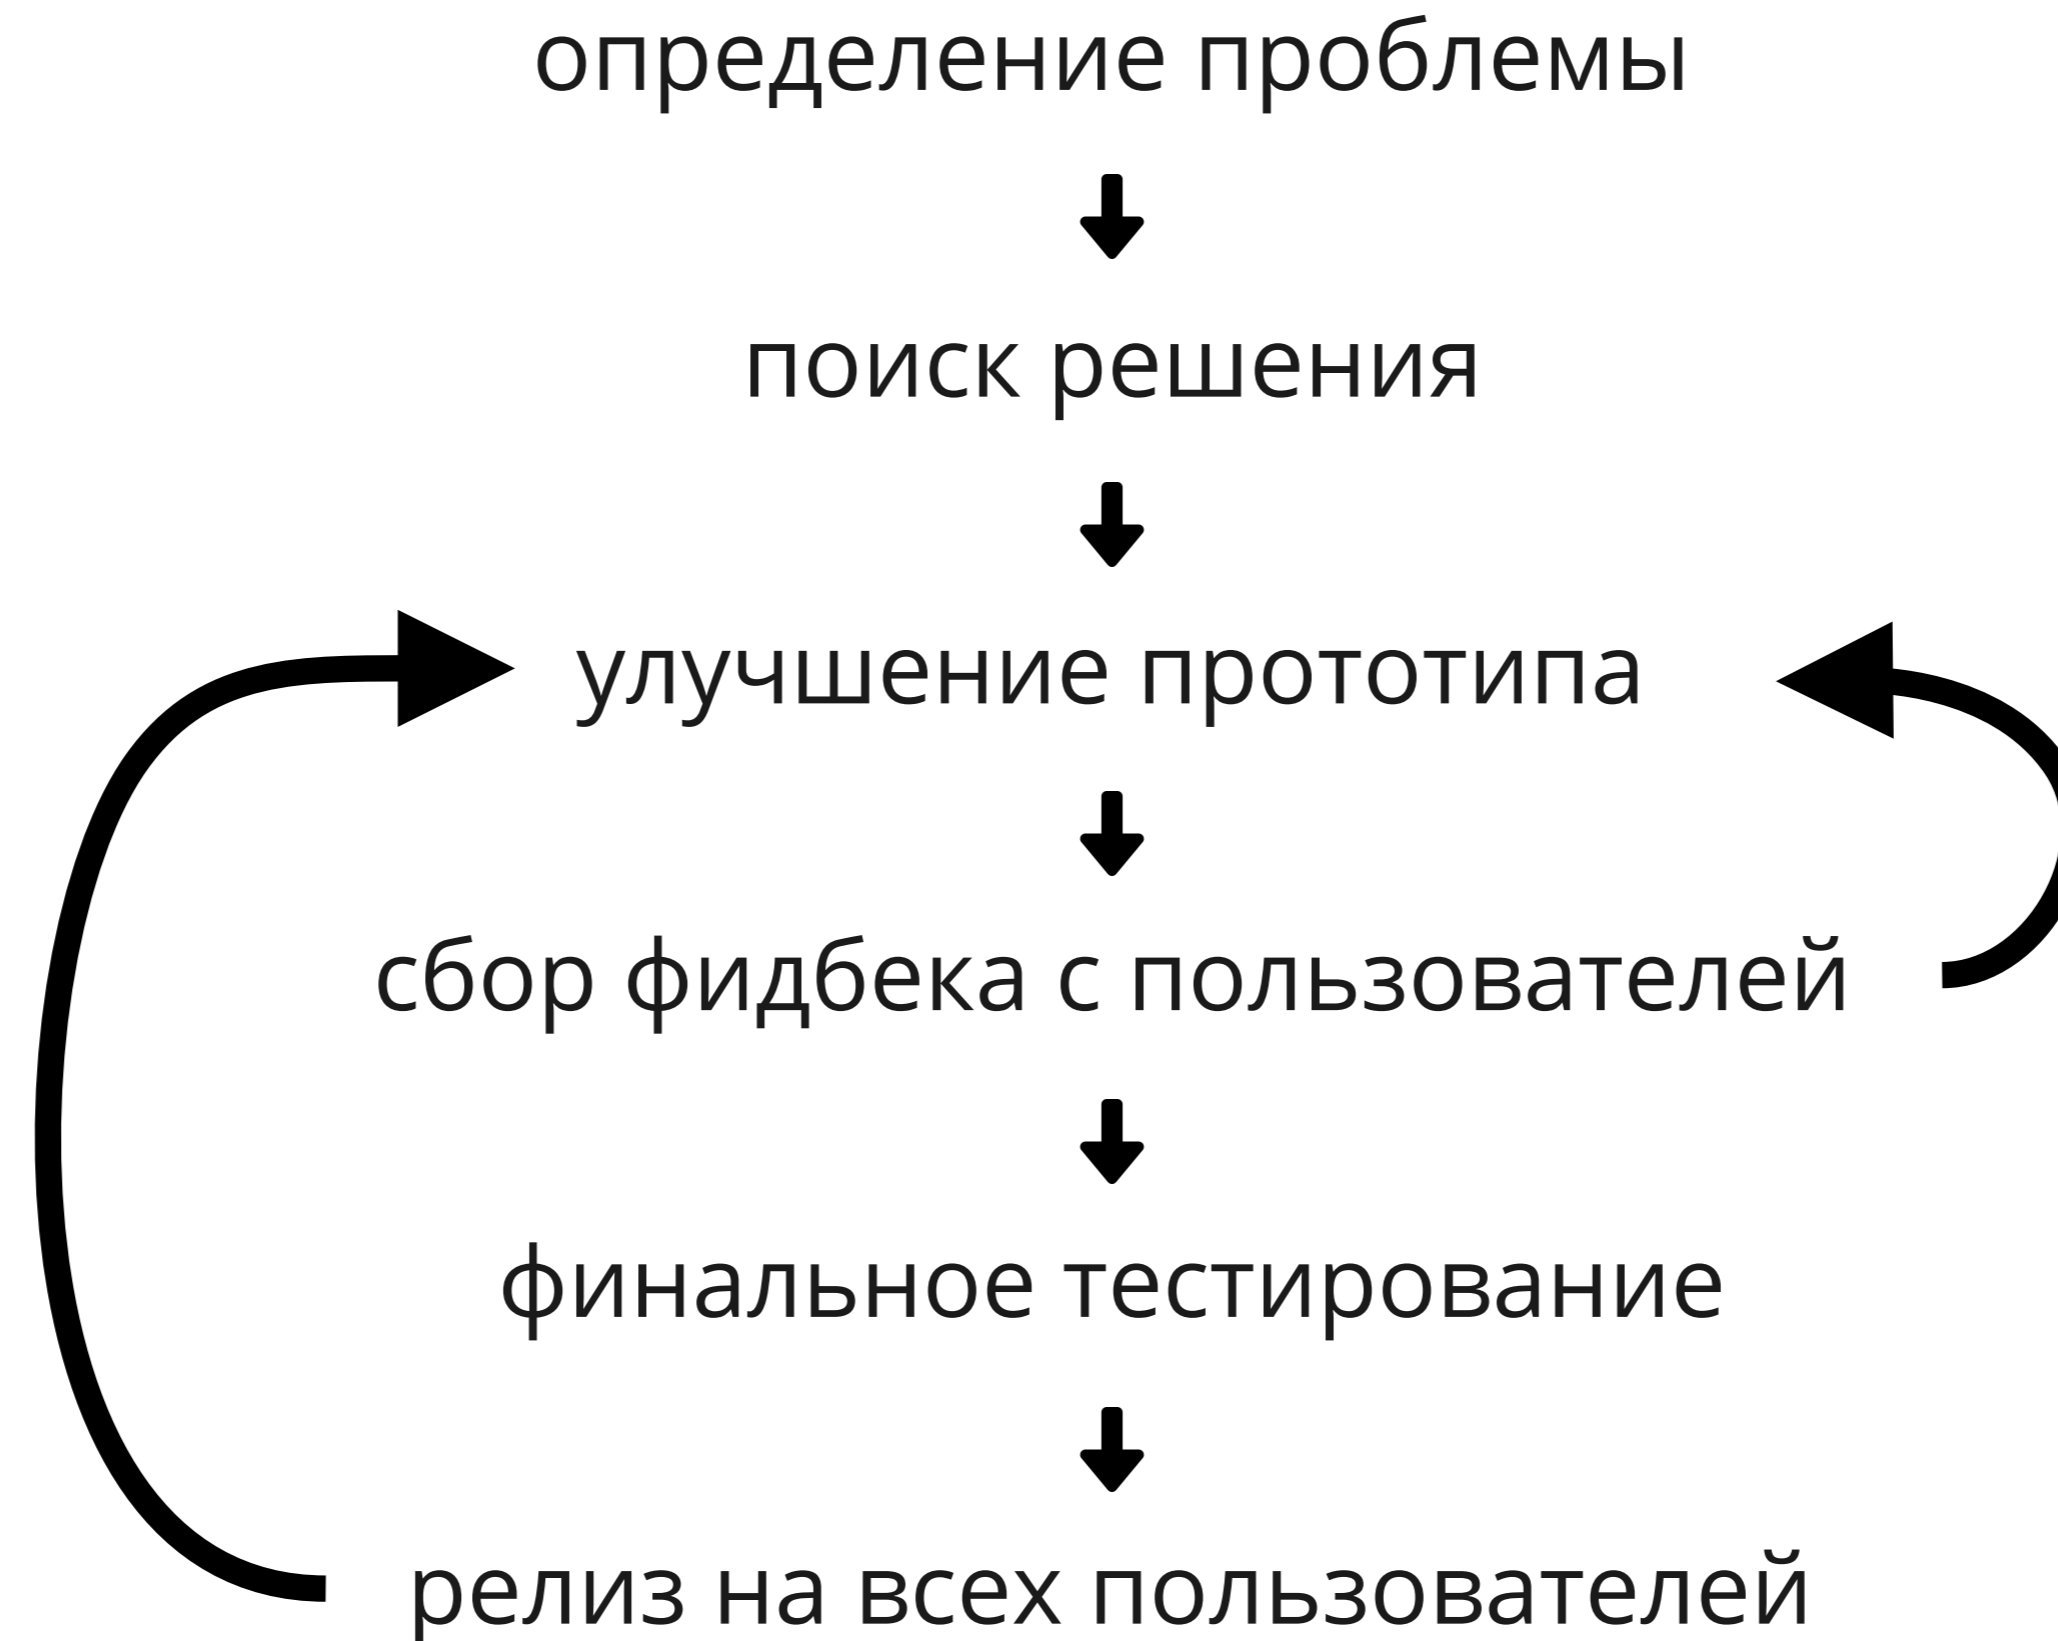 определение проблемы
поиск решения
улучшение прототипа
сбор фидбека с пользователей
финальное тестирование
релиз на всех пользователей